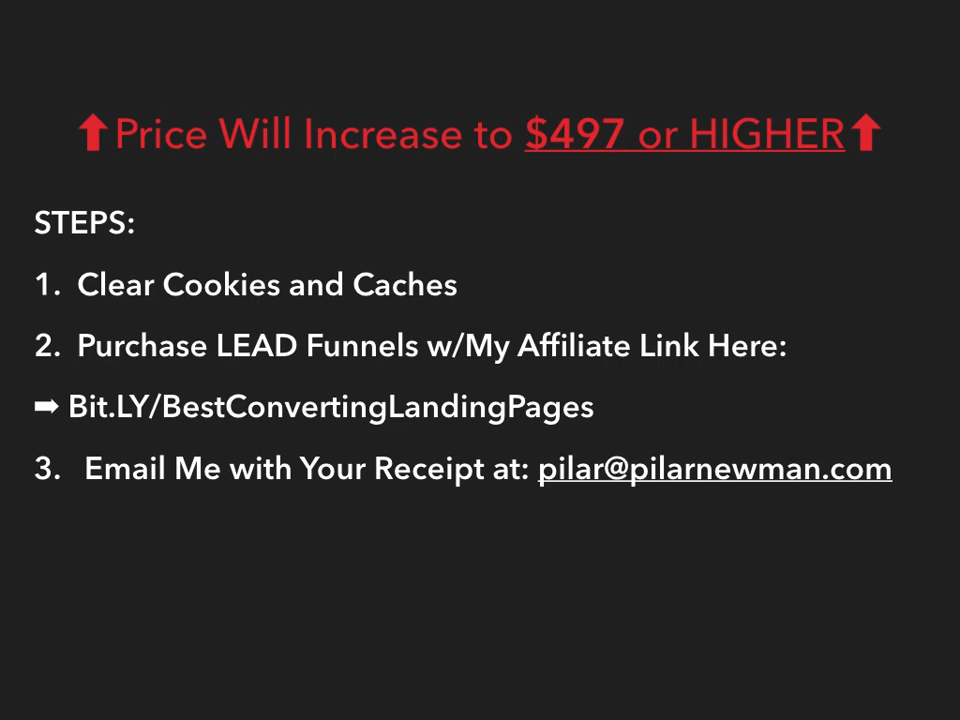 ⬆Price Will Increase to $497 or HIGHER⬆
STEPS:
1. Clear Cookies and Caches
2. Purchase LEAD Funnels w/My Affiliate Link Here:
➡ Bit.LY/BestConvertingLandingPages
3. Email Me with Your Receipt at: pilar@pilarnewman.com